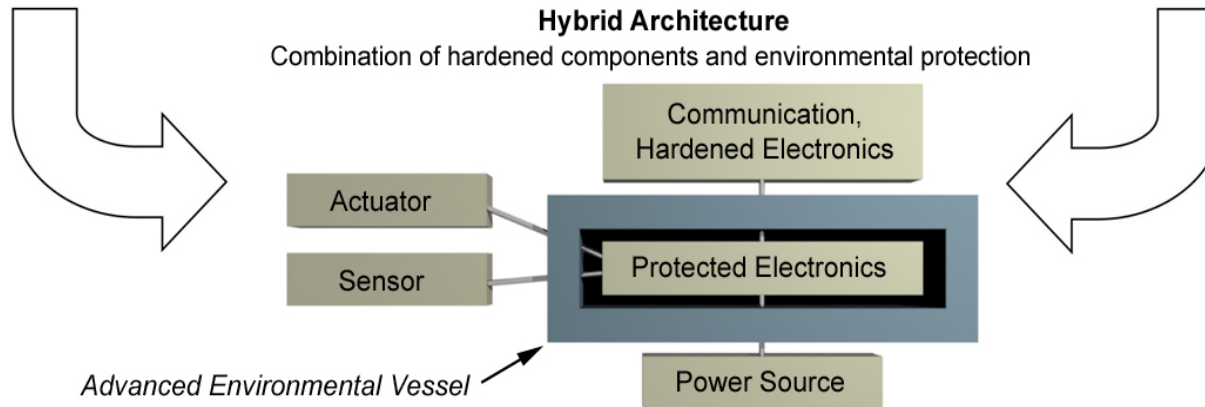 Hybrid Architecture
Combination of hardened components and environmental protection
Communication,
Hardened Electronics
Actuator
Protected Electronics
Sensor
Advanced Environmental Vessel
Power Source